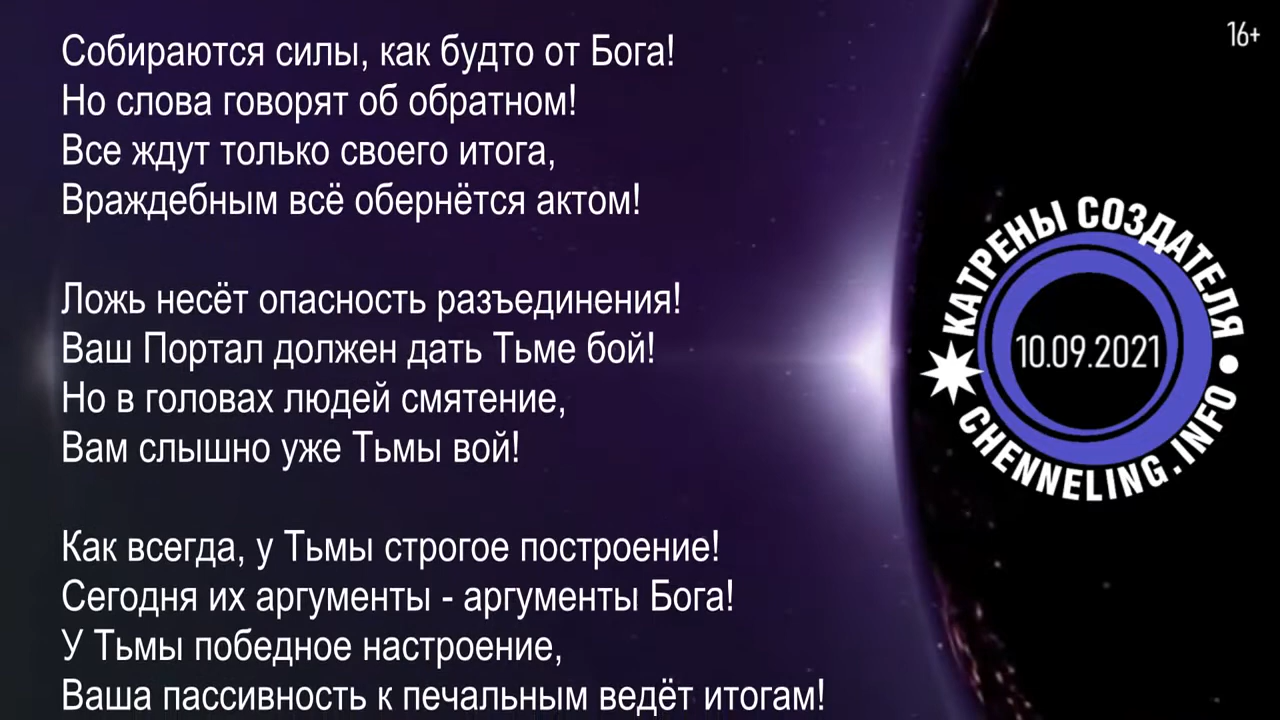 Собираются силы, как будто от Бога!
Но слова говорят об обратном!
Все ждут только своего итога,
Враждебным всё обернётся актом!
Ложь несёт опасность разъединения!
Ваш Портал должен дать Тьме бой!
Но в головах людей смятение,
Вам слышно уже Тьмы вой!
Как всегда, у Тьмы строгое построение!
Сегодня их аргументы - аргументы Бога!
У Тьмы победное настроение,
Ваша пассивность к печальным ведёт итогам!
16+
КАТРЕНЫ СОЗДАТЕЛЯ
10.09.2021
CHENNELING.INFO